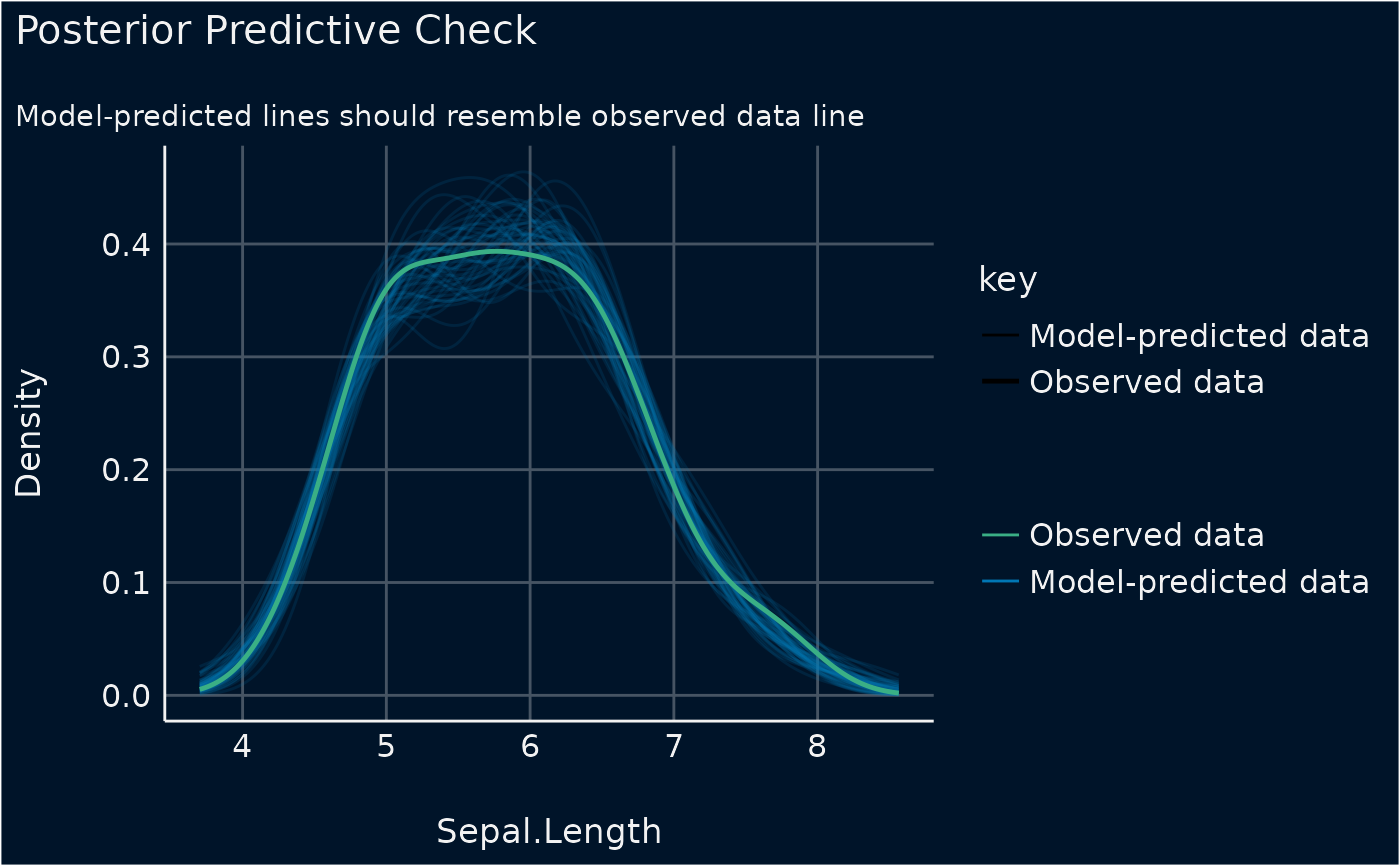 Posterior Predictive Check
Model-predicted lines should resemble observed data line
Density
0.4
0.3
0.2
0.1
0.0
4 5 6 7 8
Sepal.Length
key
Model-predicted data
Observed data
Observed data
Model-predicted data